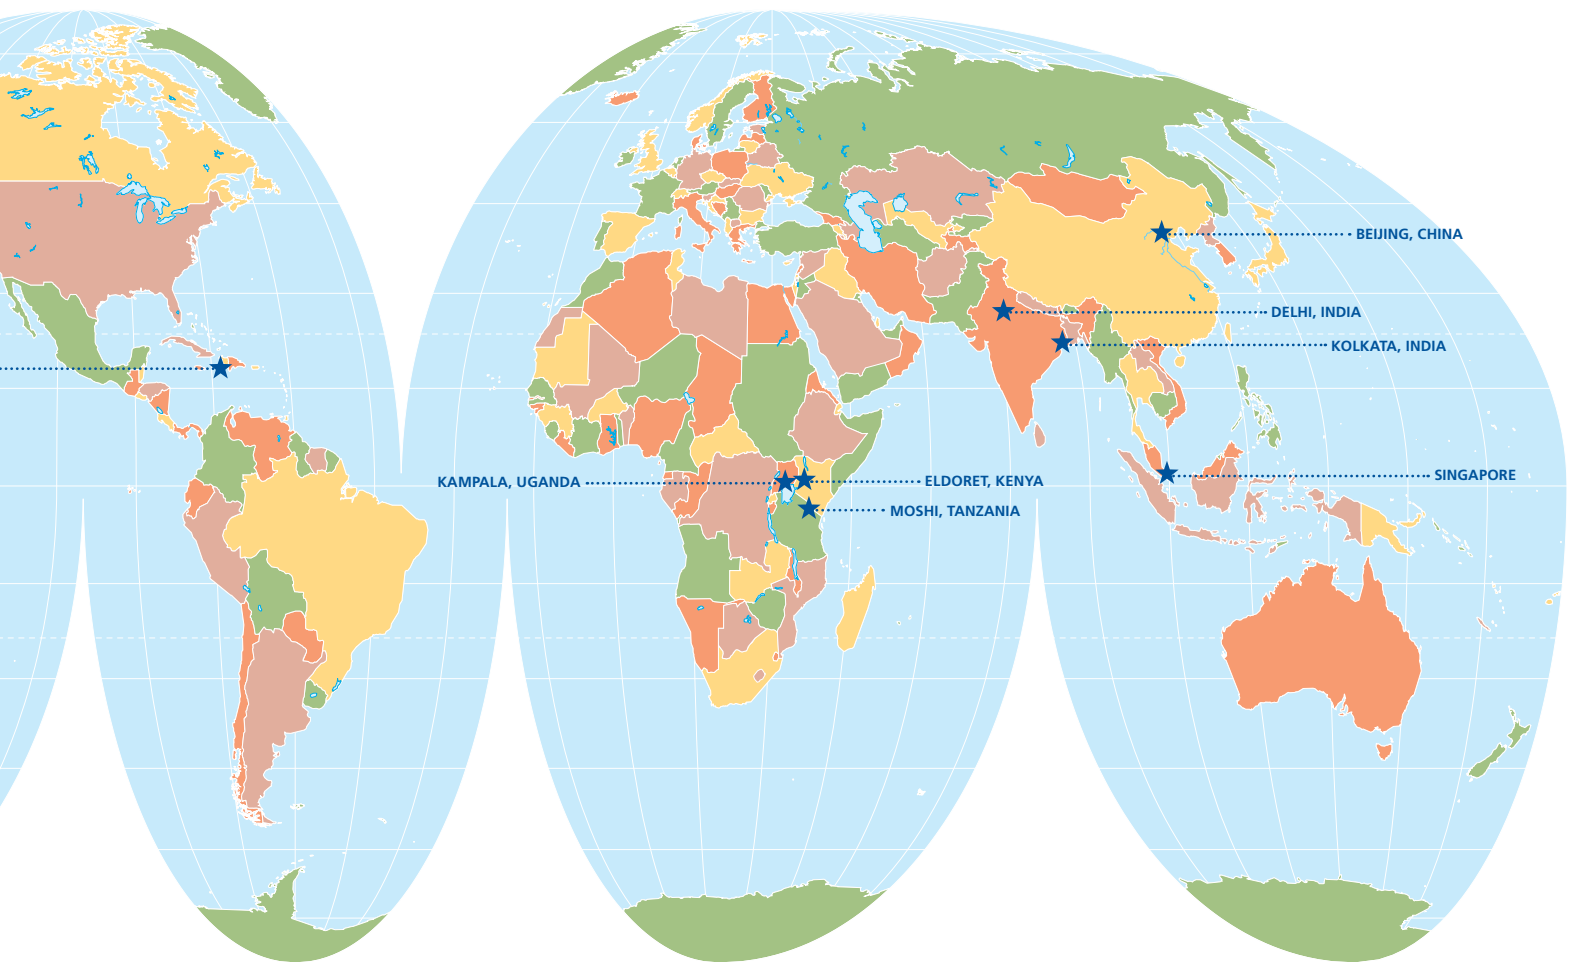 BEIJING, CHINA
DELHI, INDIA
KOLKATA, INDIA
SINGAPORE
KAMPALA, UGANDA
ELDORET, KENYA
MOSHI, TANZANIA